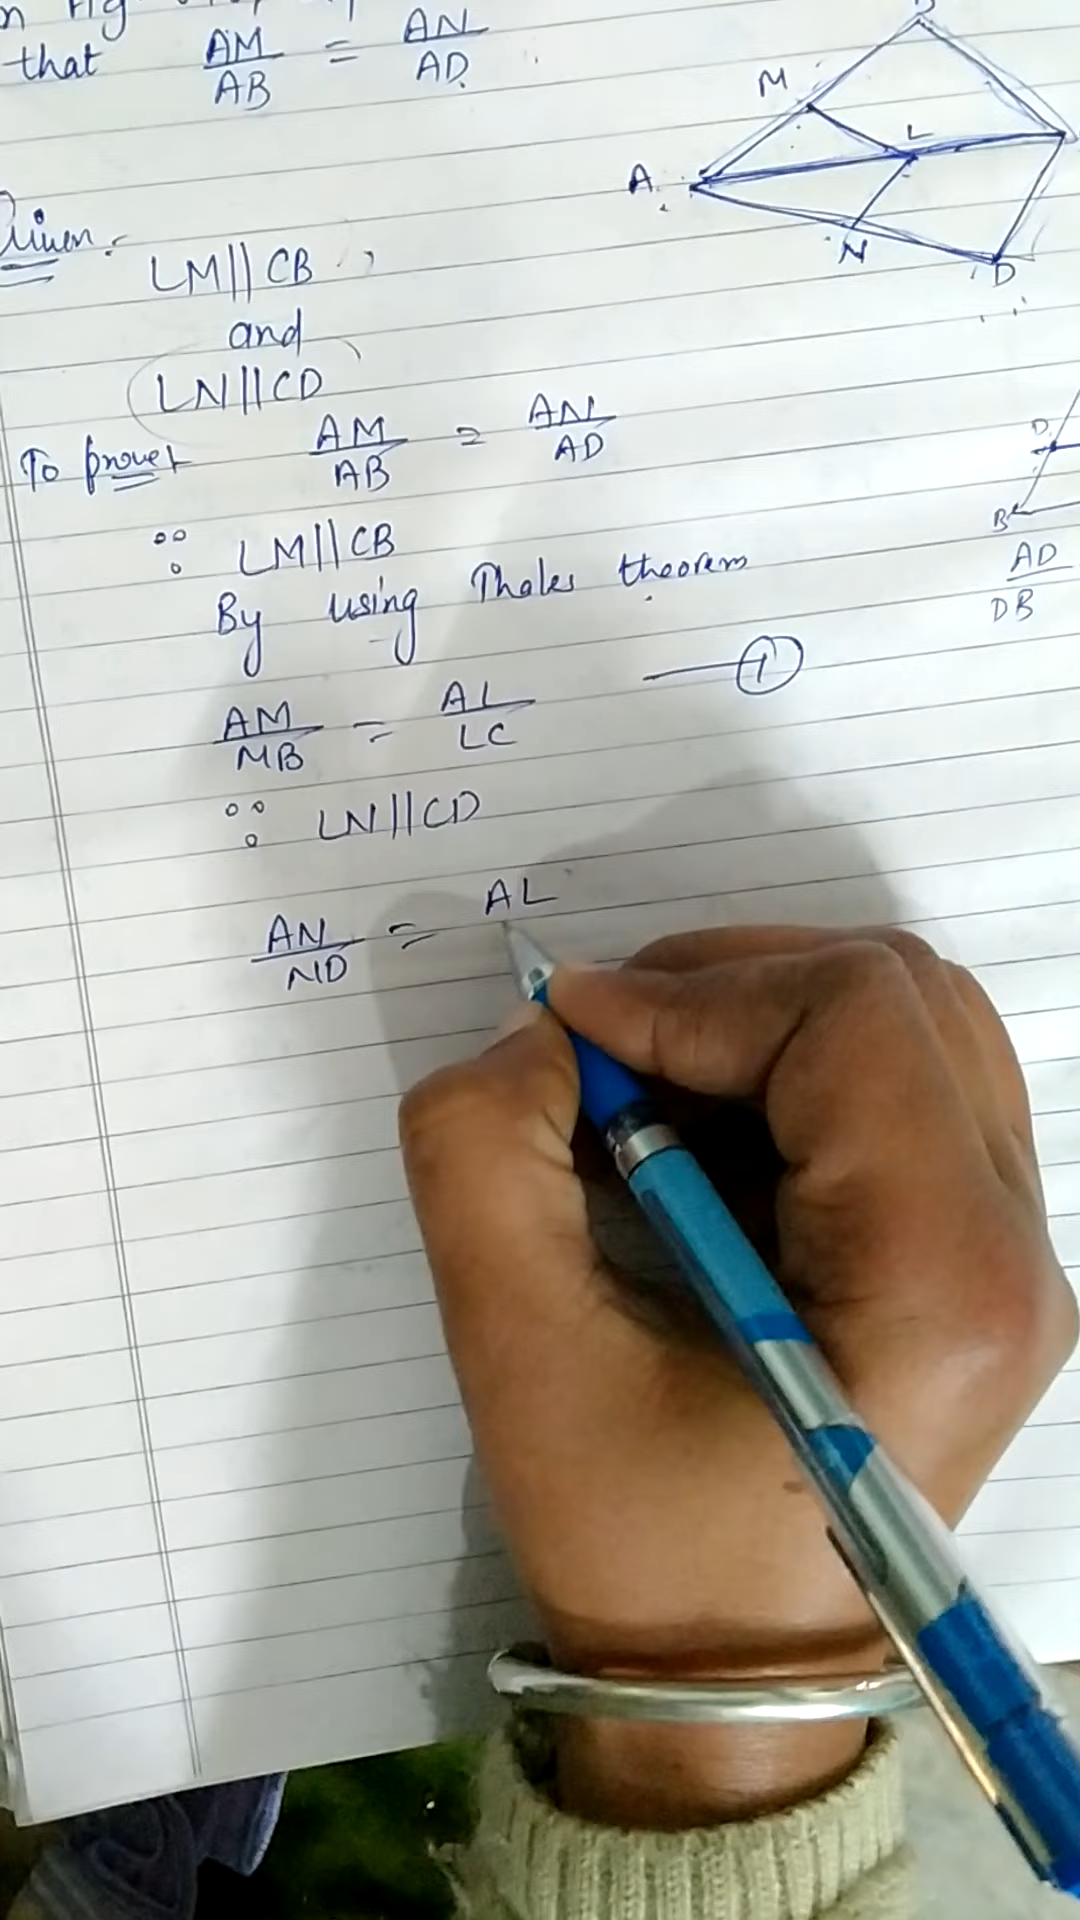 n Fig
that AM/AB = AN/AD.
B
M
L
A
N
D
Given:-
LM||CB,
and
LN||CD
To prove+ AM/AB = AN/AD
D
∵ LM||CB
B
By using Thales theorem
AD
DB
AM/MB = AL/LC —— ①
∵ LN||CD
AN/ND = AL